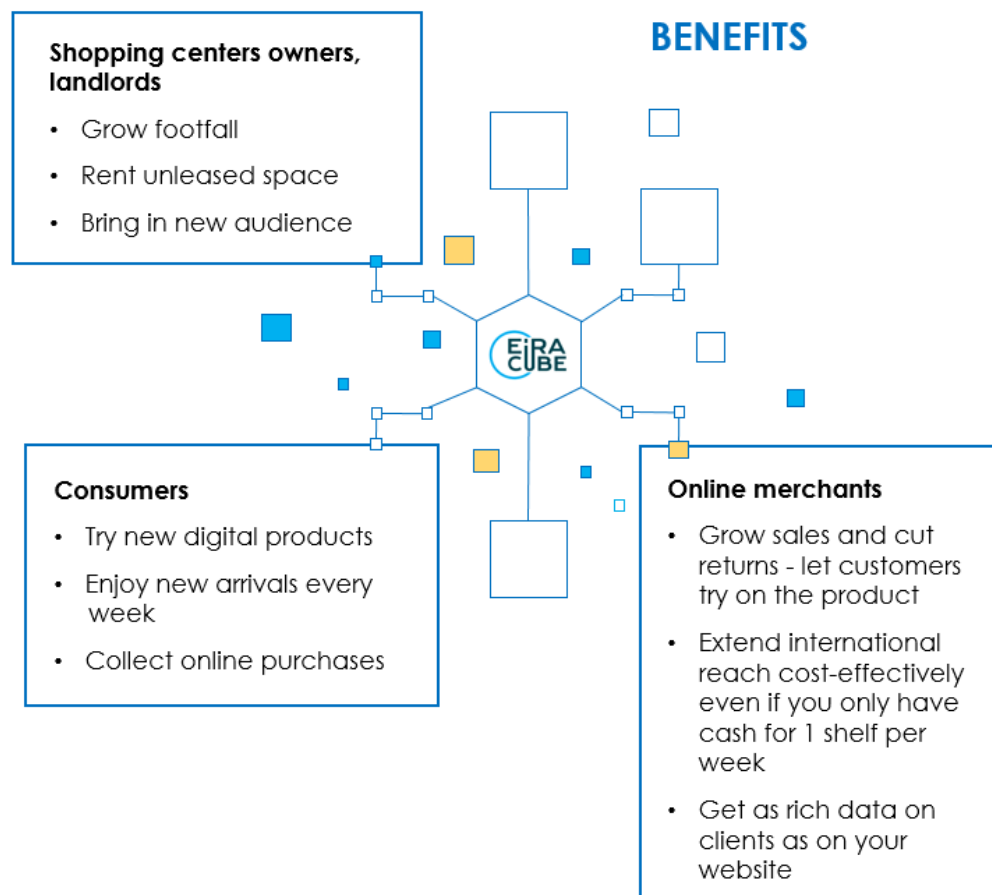 BENEFITS
Shopping centers owners,
landlords
• Grow footfall
• Rent unleased space
• Bring in new audience
EiRA
CUBE
Consumers
• Try new digital products
• Enjoy new arrivals every
week
• Collect online purchases
Online merchants
• Grow sales and cut
returns - let customers
try on the product
• Extend international
reach cost-effectively
even if you only have
cash for 1 shelf per
week
• Get as rich data on
clients as on your
website